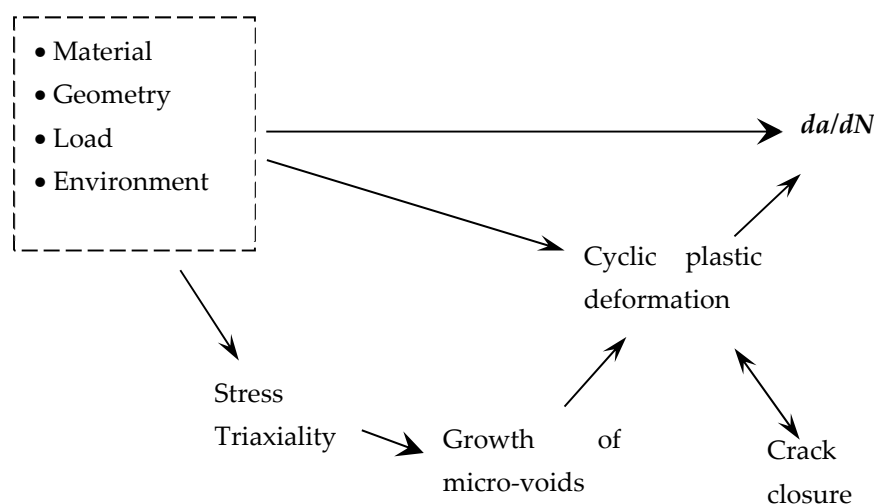 • Material
• Geometry
• Load
• Environment
da/dN
Cyclic plastic
deformation
Stress
Triaxiality
Growth of
micro-voids
Crack
closure